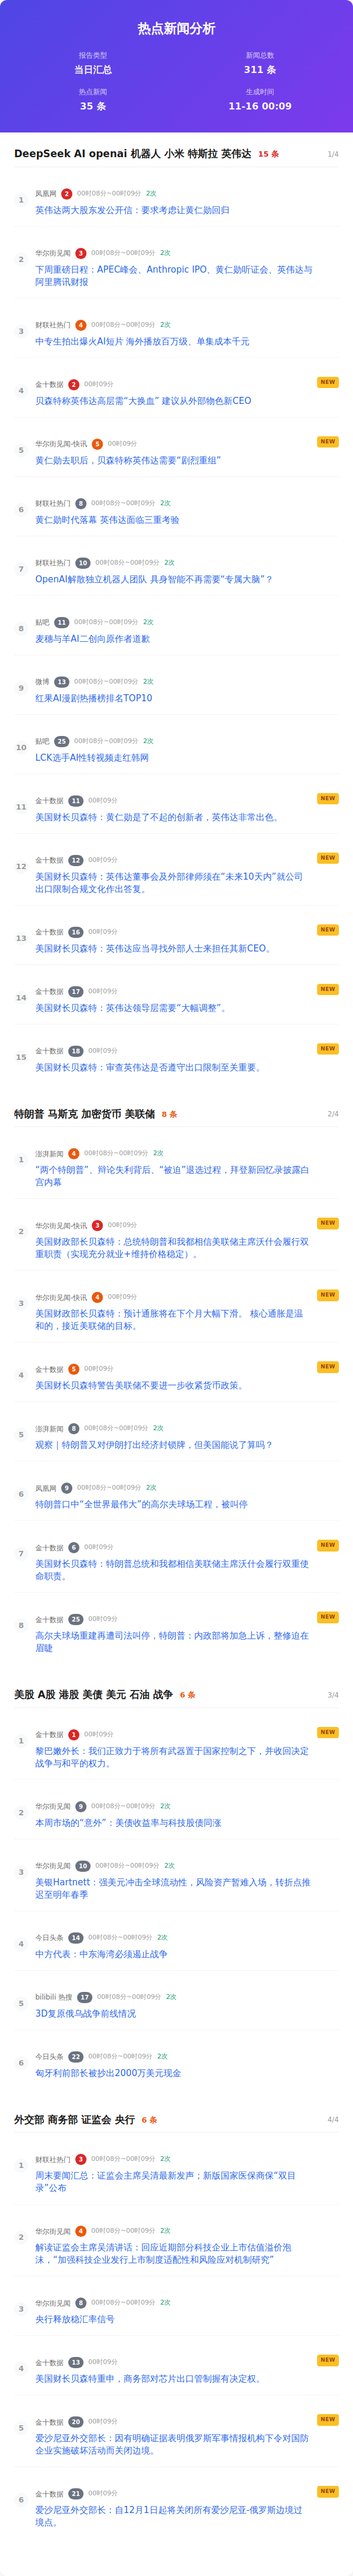 热点新闻分析
报告类型
当日汇总
新闻总数
311 条
热点新闻
35 条
生成时间
11-16 00:09
DeepSeek AI openai 机器人 小米 特斯拉 英伟达 15 条 1/4
1
凤凰网 2 00时08分~00时09分 2次
英伟达两大股东发公开信：要求考虑让黄仁勋回归
2
华尔街见闻 3 00时08分~00时09分 2次
下周重磅日程：APEC峰会、Anthropic IPO、黄仁勋听证会、英伟达与
阿里腾讯财报
3
财联社热门 4 00时08分~00时09分 2次
中专生拍出爆火AI短片 海外播放百万级、单集成本千元
4
金十数据 2 00时09分 NEW
贝森特称英伟达高层需“大换血” 建议从外部物色新CEO
5
华尔街见闻-快讯 5 00时09分 NEW
黄仁勋去职后，贝森特称英伟达需要“剧烈重组”
6
财联社热门 8 00时08分~00时09分 2次
黄仁勋时代落幕 英伟达面临三重考验
7
财联社热门 10 00时08分~00时09分 2次
OpenAI解散独立机器人团队 具身智能不再需要“专属大脑”？
8
贴吧 11 00时08分~00时09分 2次
麦穗与羊AI二创向原作者道歉
9
微博 13 00时08分~00时09分 2次
红果AI漫剧热播榜排名TOP10
10
贴吧 25 00时08分~00时09分 2次
LCK选手AI性转视频走红韩网
11
金十数据 11 00时09分 NEW
美国财长贝森特：黄仁勋是了不起的创新者，英伟达非常出色。
12
金十数据 12 00时09分 NEW
美国财长贝森特：英伟达董事会及外部律师须在“未来10天内”就公司
出口限制合规文化作出答复。
13
金十数据 16 00时09分 NEW
美国财长贝森特：英伟达应当寻找外部人士来担任其新CEO。
14
金十数据 17 00时09分 NEW
美国财长贝森特：英伟达领导层需要“大幅调整”。
15
金十数据 18 00时09分 NEW
美国财长贝森特：审查英伟达是否遵守出口限制至关重要。
特朗普 马斯克 加密货币 美联储 8 条 2/4
1
澎湃新闻 4 00时08分~00时09分 2次
“两个特朗普”、辩论失利背后、“被迫”退选过程，拜登新回忆录披露白
宫内幕
2
华尔街见闻-快讯 3 00时09分 NEW
美国财政部长贝森特：总统特朗普和我都相信美联储主席沃什会履行双
重职责（实现充分就业+维持价格稳定）。
3
华尔街见闻-快讯 4 00时09分 NEW
美国财政部长贝森特：预计通胀将在下个月大幅下滑。 核心通胀是温
和的，接近美联储的目标。
4
金十数据 5 00时09分 NEW
美国财长贝森特警告美联储不要进一步收紧货币政策。
5
澎湃新闻 8 00时08分~00时09分 2次
观察｜特朗普又对伊朗打出经济封锁牌，但美国能说了算吗？
6
凤凰网 9 00时08分~00时09分 2次
特朗普口中“全世界最伟大”的高尔夫球场工程，被叫停
7
金十数据 6 00时09分 NEW
美国财长贝森特：特朗普总统和我都相信美联储主席沃什会履行双重使
命职责。
8
金十数据 25 00时09分 NEW
高尔夫球场重建再遭司法叫停，特朗普：内政部将加急上诉，整修迫在
眉睫
美股 A股 港股 美债 美元 石油 战争 6 条 3/4
1
金十数据 1 00时09分 NEW
黎巴嫩外长：我们正致力于将所有武器置于国家控制之下，并收回决定
战争与和平的权力。
2
华尔街见闻 9 00时08分~00时09分 2次
本周市场的“意外”：美债收益率与科技股债同涨
3
华尔街见闻 10 00时08分~00时09分 2次
美银Hartnett：强美元冲击全球流动性，风险资产暂难入场，转折点推
迟至明年春季
4
今日头条 14 00时08分~00时09分 2次
中方代表：中东海湾必须遏止战争
5
bilibili 热搜 17 00时08分~00时09分 2次
3D复原俄乌战争前线情况
6
今日头条 22 00时08分~00时09分 2次
匈牙利前部长被抄出2000万美元现金
外交部 商务部 证监会 央行 6 条 4/4
1
财联社热门 3 00时08分~00时09分 2次
周末要闻汇总：证监会主席吴清最新发声；新版国家医保商保“双目
录”公布
2
华尔街见闻 4 00时08分~00时09分 2次
解读证监会主席吴清讲话：回应近期部分科技企业上市估值溢价泡
沫，“加强科技企业发行上市制度适配性和风险应对机制研究”
3
华尔街见闻 8 00时08分~00时09分 2次
央行释放稳汇率信号
4
金十数据 13 00时09分 NEW
美国财长贝森特重申，商务部对芯片出口管制握有决定权。
5
金十数据 20 00时09分 NEW
爱沙尼亚外交部长：因有明确证据表明俄罗斯军事情报机构下令对国防
企业实施破坏活动而关闭边境。
6
金十数据 21 00时09分 NEW
爱沙尼亚外交部长：自12月1日起将关闭所有爱沙尼亚-俄罗斯边境过
境点。